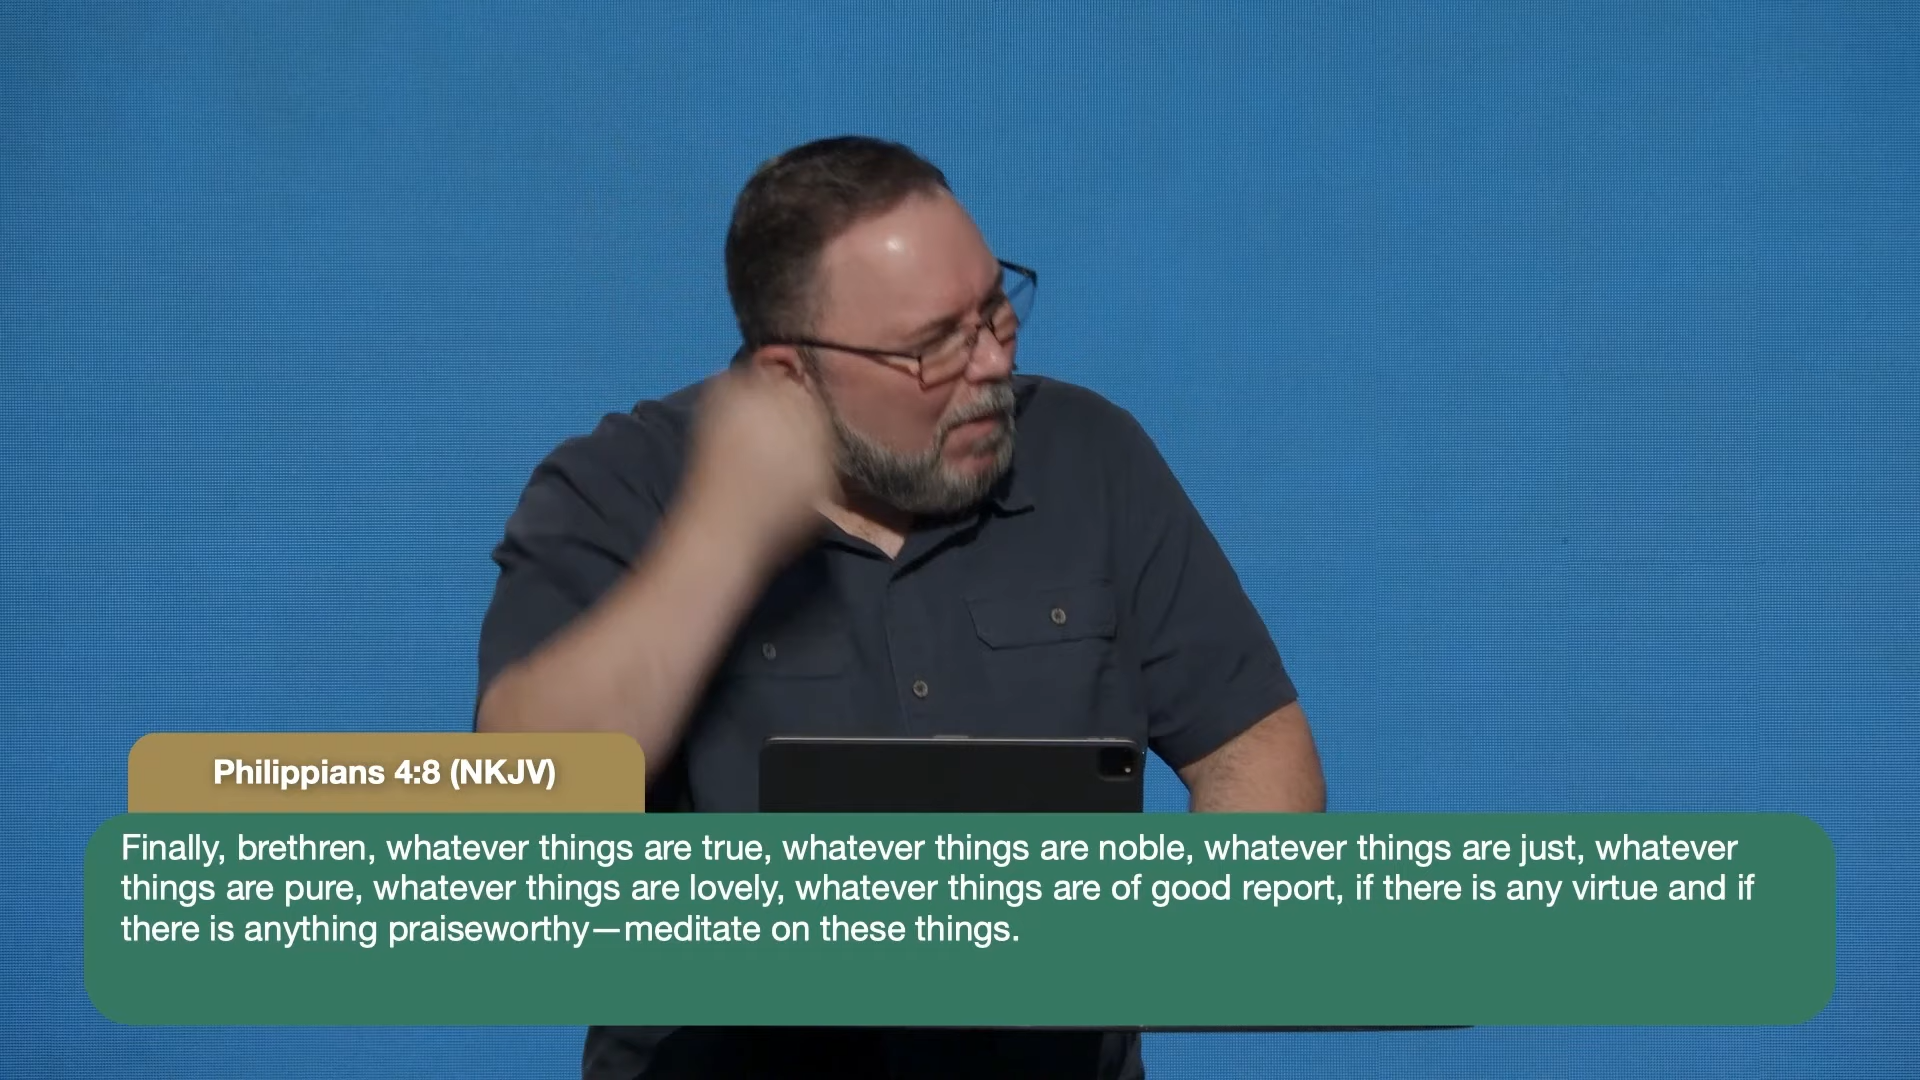 Philippians 4:8 (NKJV)
Finally, brethren, whatever things are true, whatever things are noble, whatever things are just, whatever
things are pure, whatever things are lovely, whatever things are of good report, if there is any virtue and if
there is anything praiseworthy—meditate on these things.